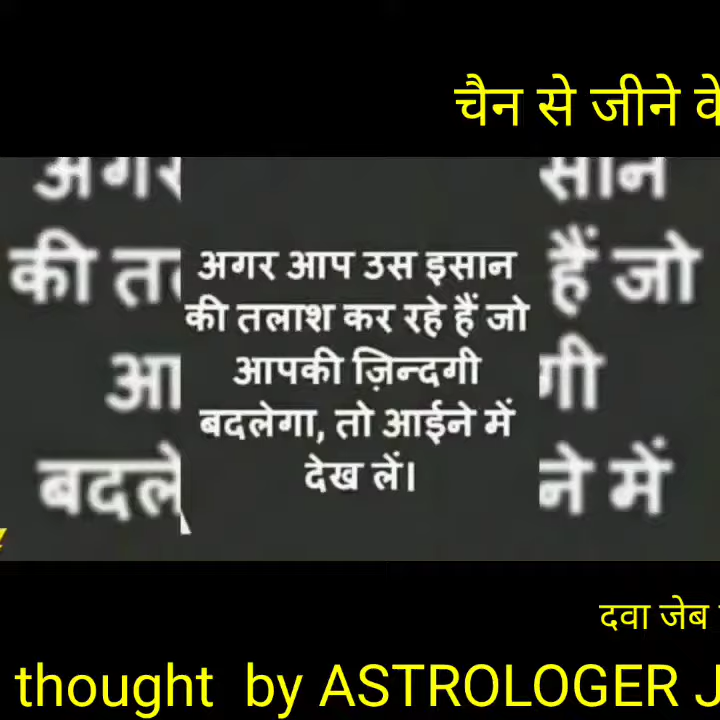 चैन से जीने
अगर आप उस इसान
की तलाश कर रहे हैं जो
आपकी ज़िन्दगी
बदलेगा, तो आईने में
देख लें।
दवा जेब
thought by ASTROLOGER J